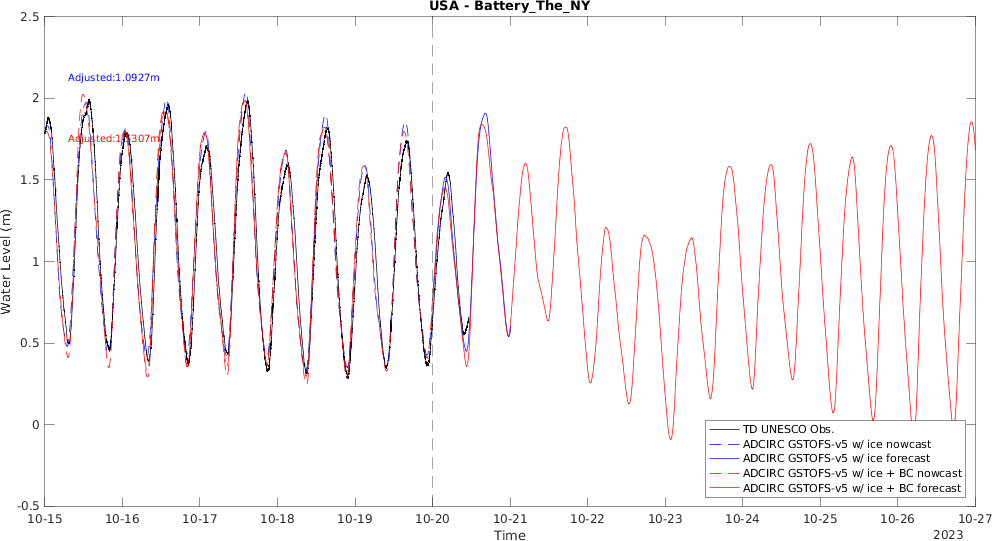 USA - Battery_The_NY
2.5
2
1.5
1
0.5
0
-0.5
Water Level (m)
Adjusted:1.0927m
TD UNESCO Obs.
ADCIRC GSTOFS-v5 w/ ice nowcast
ADCIRC GSTOFS-v5 w/ ice forecast
ADCIRC GSTOFS-v5 w/ ice + BC nowcast
ADCIRC GSTOFS-v5 w/ ice + BC forecast
10-15 10-16 10-17 10-18 10-19 10-20 10-21 10-22 10-23 10-24 10-25 10-26 10-27
Time
2023